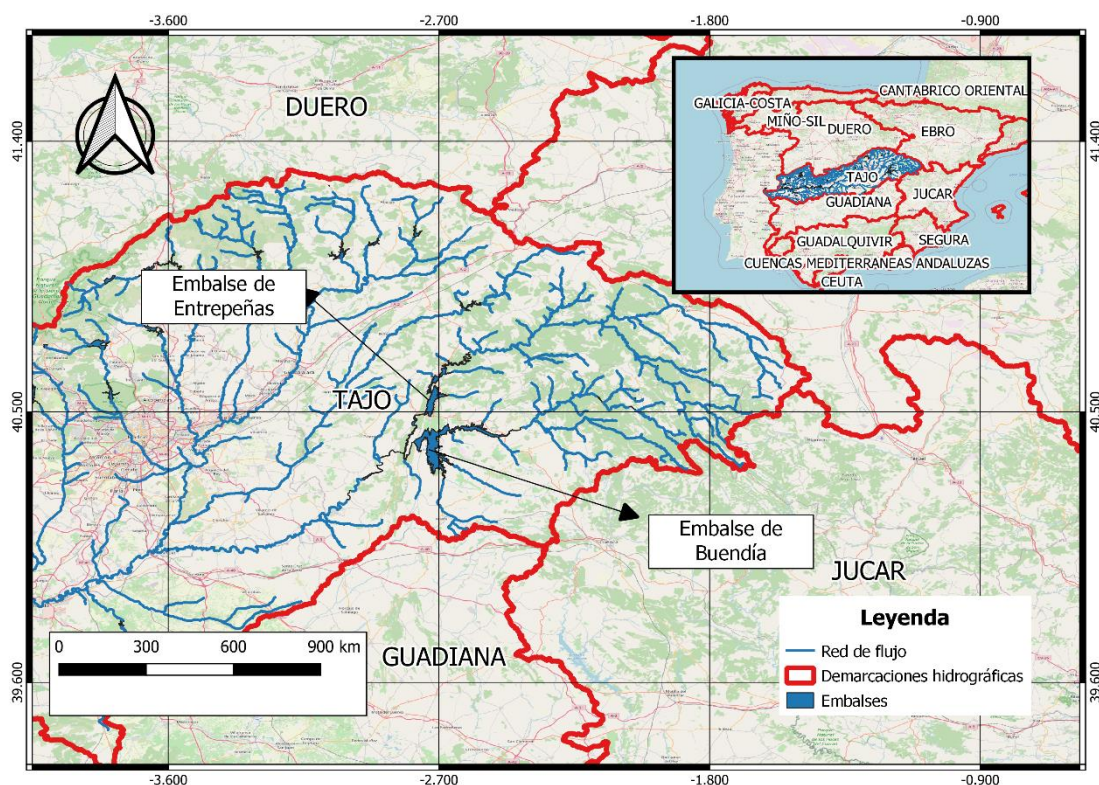 -3.600
-2.700
-1.800
-0.900
DUERO
CANTABRICO ORIENTAL
GALICIA-COSTA
MIÑO-SIL
DUERO
EBRO
41.400
41.400
TAJO
JUCAR
GUADIANA
GUADALQUIVIR
SEGURA
CUENCAS MEDITERRANEAS ANDALUZAS
CEUTA
Embalse de
Entrepeñas
TAJO
40.500
40.500
Embalse de
Buendía
JUCAR
Leyenda
Red de flujo
Demarcaciones hidrográficas
Embalses
0
300
600
900 km
GUADIANA
39.600
39.600
-3.600
-2.700
-1.800
-0.900